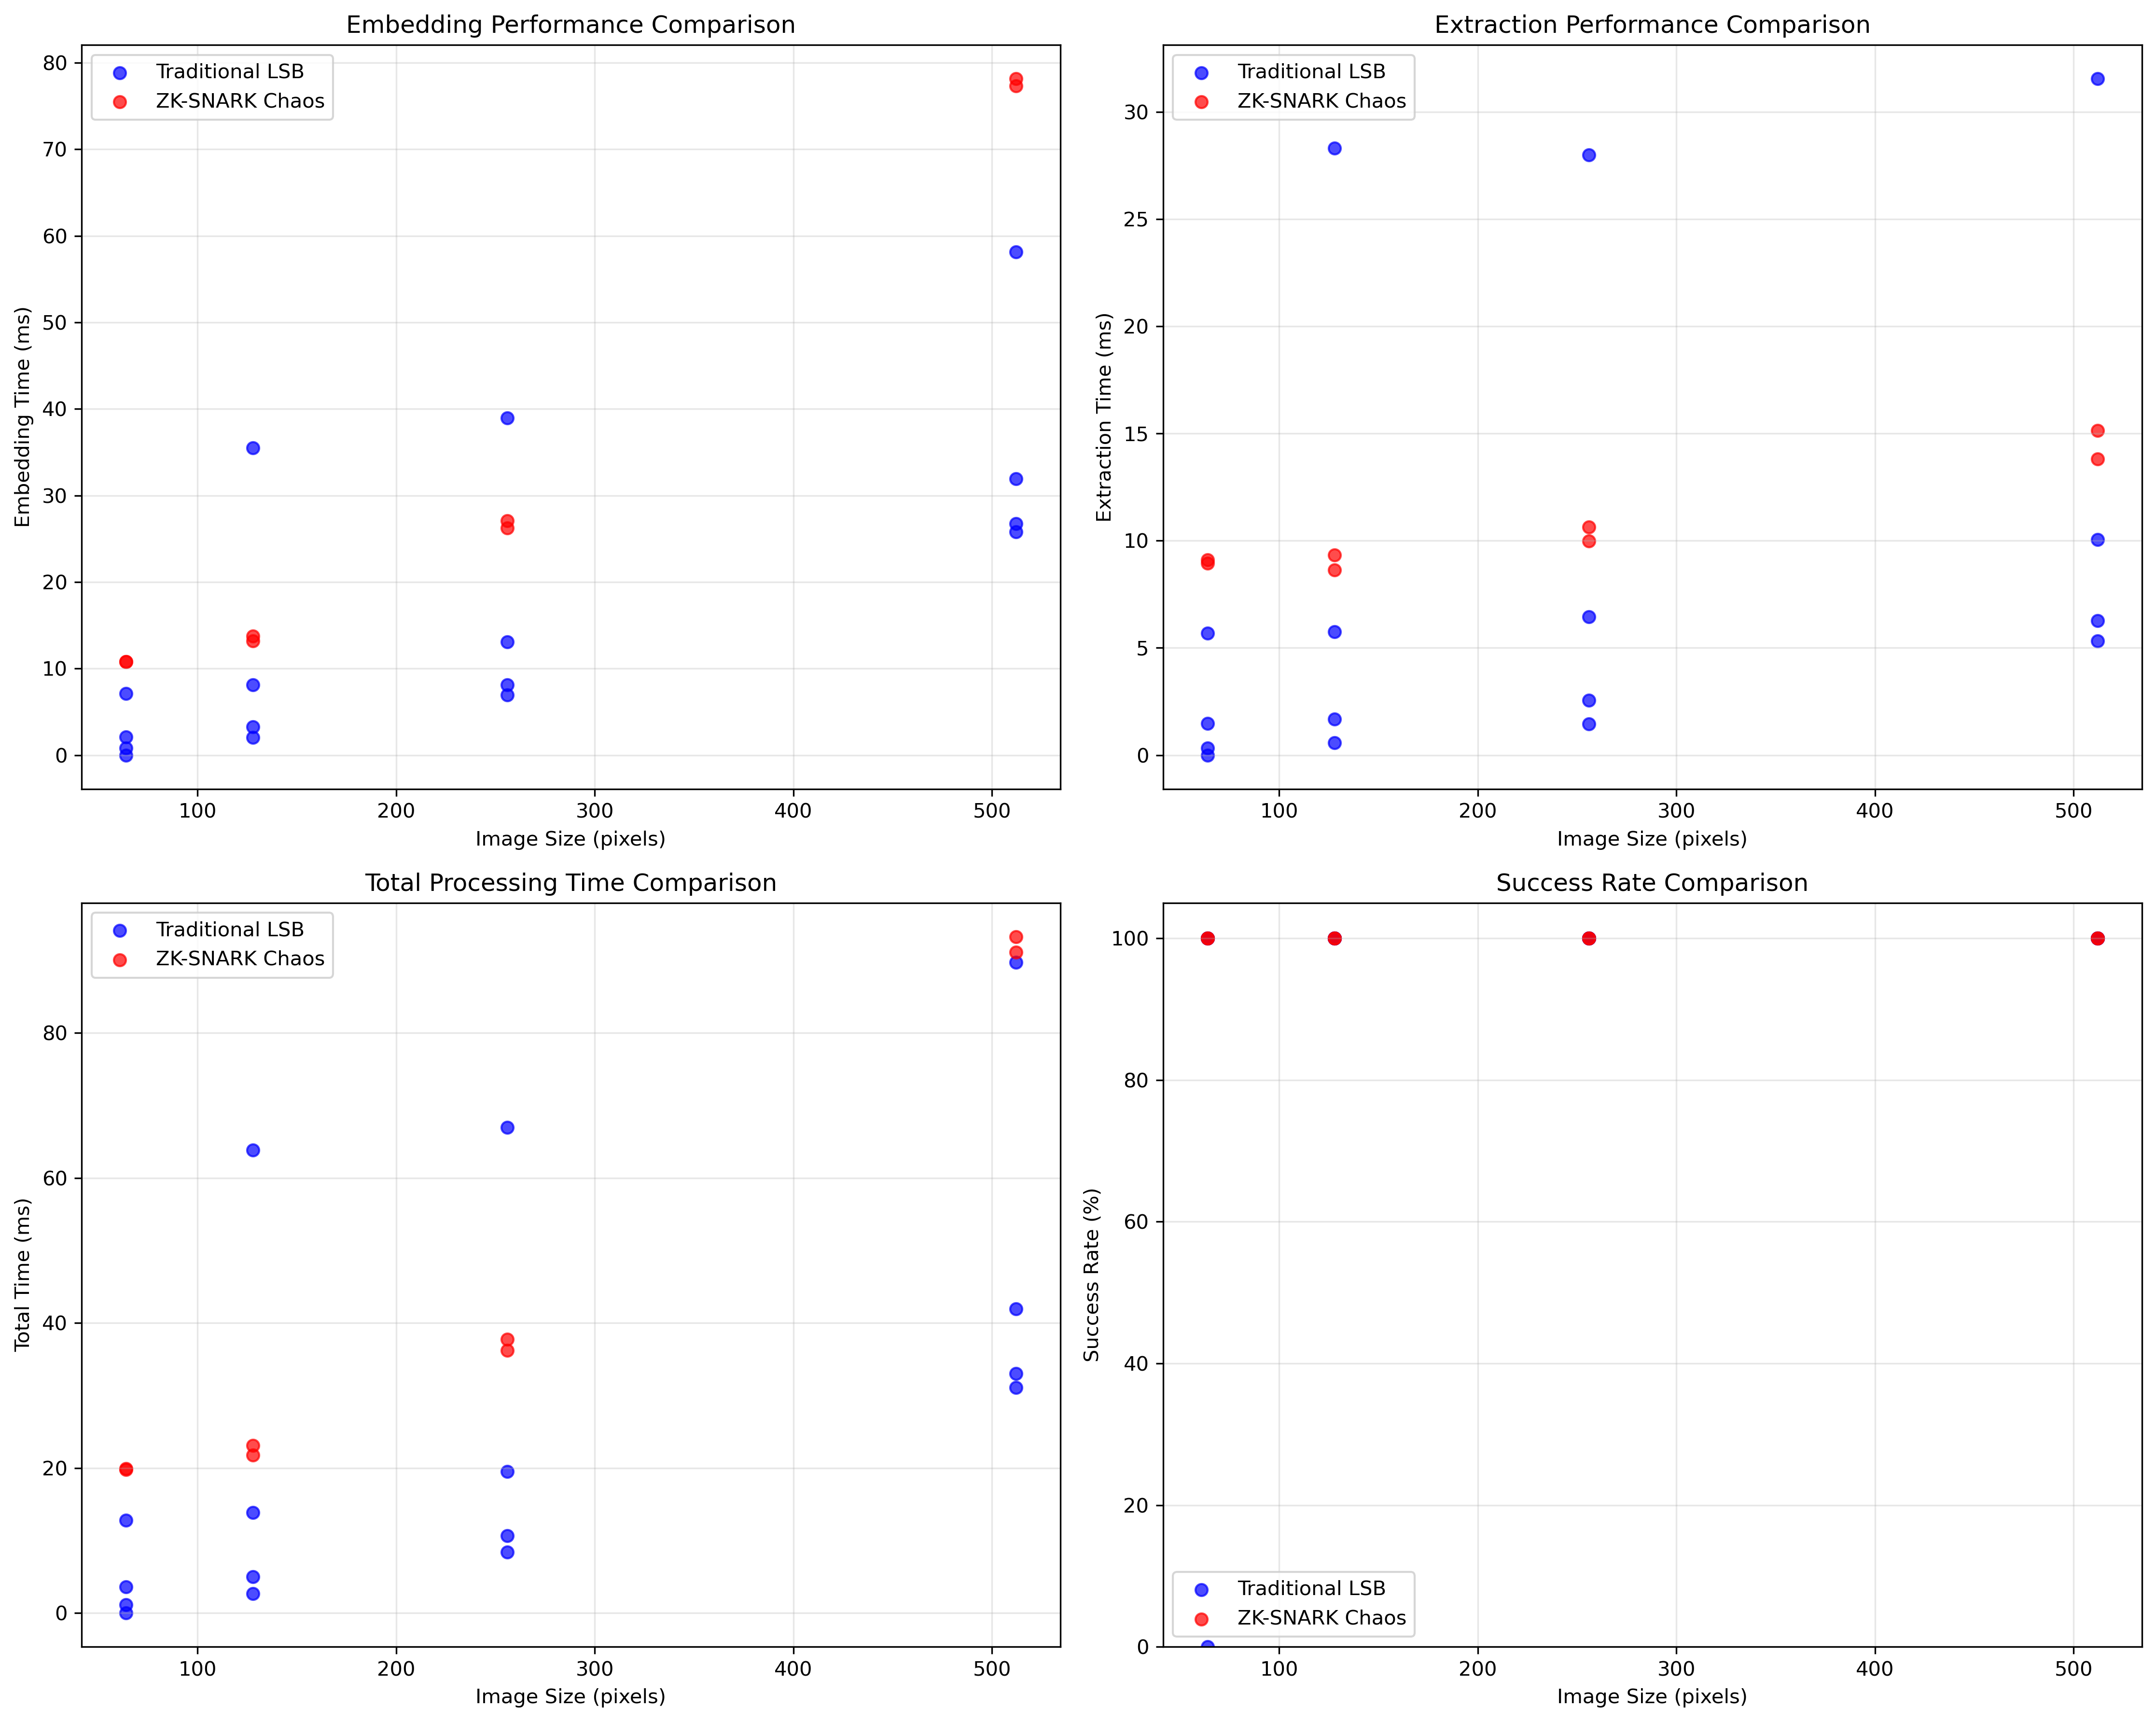 Embedding Performance Comparison
Traditional LSB
ZK-SNARK Chaos
Embedding Time (ms)
80
70
60
50
40
30
20
10
0
100 200 300 400 500
Image Size (pixels)
Extraction Performance Comparison
Traditional LSB
ZK-SNARK Chaos
Extraction Time (ms)
30
25
20
15
10
5
0
100 200 300 400 500
Image Size (pixels)
Total Processing Time Comparison
Traditional LSB
ZK-SNARK Chaos
Total Time (ms)
80
60
40
20
0
100 200 300 400 500
Image Size (pixels)
Success Rate Comparison
Success Rate (%)
100
80
60
40
20
0
Traditional LSB
ZK-SNARK Chaos
100 200 300 400 500
Image Size (pixels)